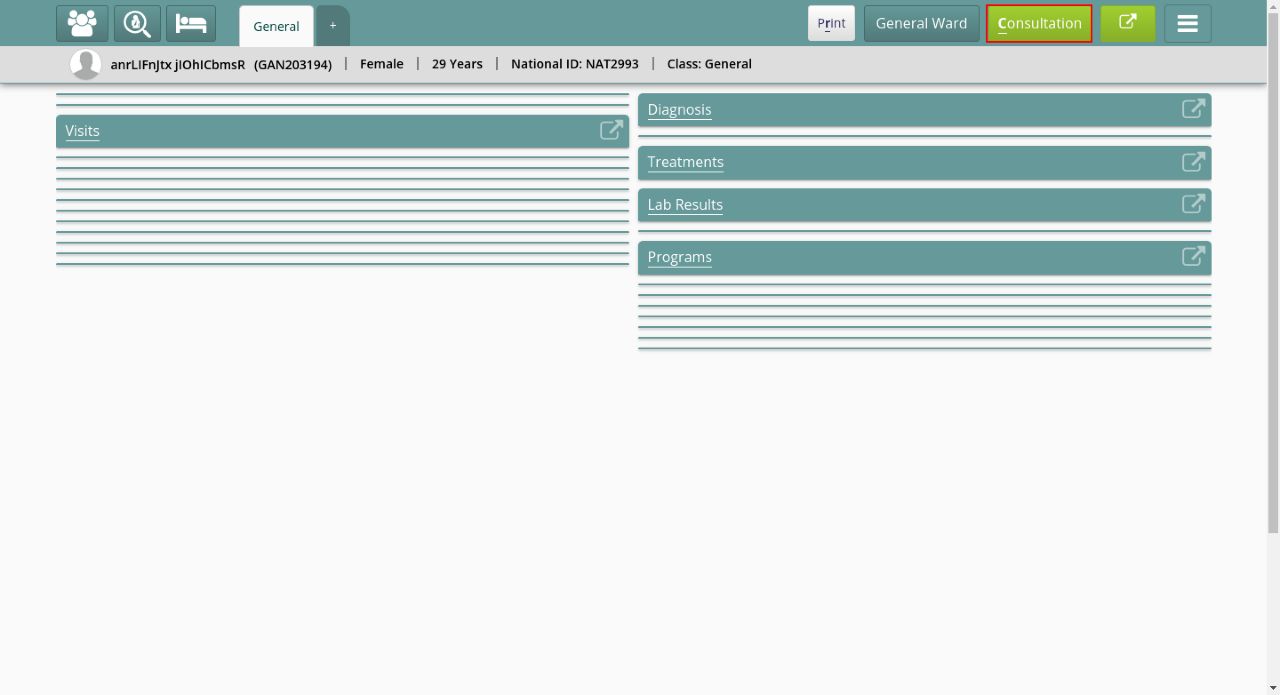 General + Print General Ward Consultation
anrLIFnJtx jIOhICbmsR (GAN203194) | Female | 29 Years | National ID: NAT2993 | Class: General
Diagnosis
Visits
Treatments
Lab Results
Programs